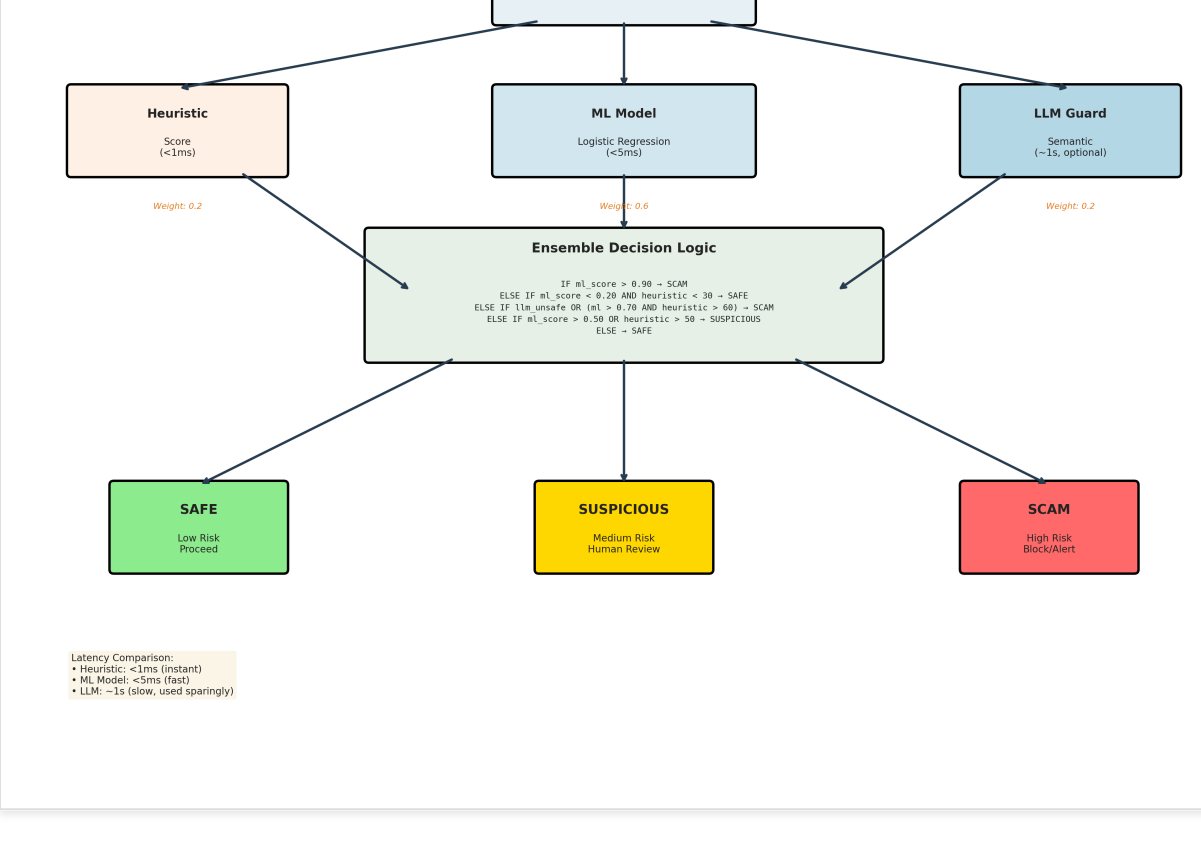 Heuristic
Score
(<1ms)
ML Model
Logistic Regression
(<5ms)
LLM Guard
Semantic
(~1s, optional)
Weight: 0.2
Weight: 0.6
Weight: 0.2
Ensemble Decision Logic
IF ml_score > 0.90 → SCAM
ELSE IF ml_score < 0.20 AND heuristic < 30 → SAFE
ELSE IF llm_unsafe OR (ml > 0.70 AND heuristic > 60) → SCAM
ELSE IF ml_score > 0.50 OR heuristic > 50 → SUSPICIOUS
ELSE → SAFE
SAFE
Low Risk
Proceed
SUSPICIOUS
Medium Risk
Human Review
SCAM
High Risk
Block/Alert
Latency Comparison:
• Heuristic: <1ms (instant)
• ML Model: <5ms (fast)
• LLM: ~1s (slow, used sparingly)